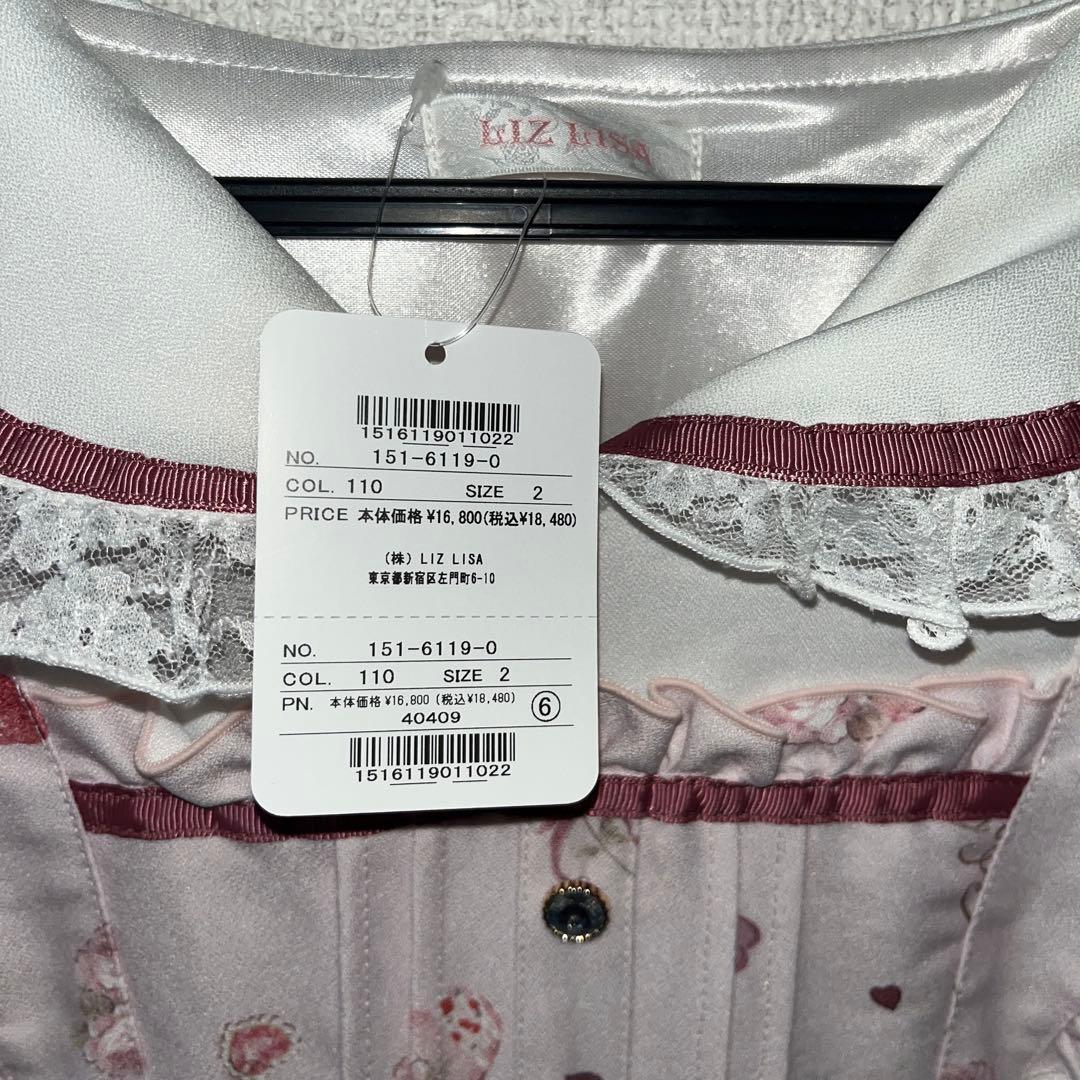 LIZ LISA
1516119011022
NO. 151-6119-0
COL. 110 SIZE 2
PRICE 本体価格 ¥16,800(税込¥18,480)
(株) LIZ LISA
東京都新宿区左門町6-10
NO. 151-6119-0
COL. 110 SIZE 2
PN. 本体価格 ¥16,800 (税込¥18,480)
40409 ⑥
1516119011022